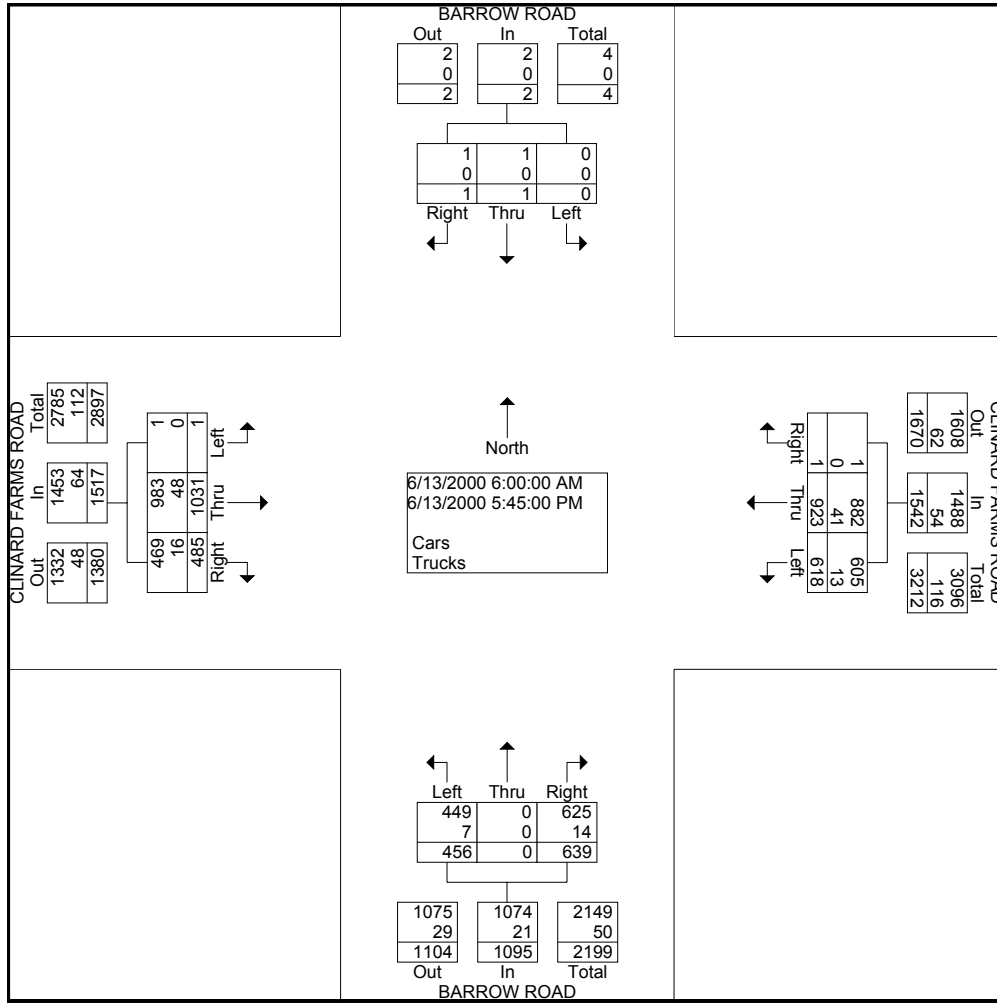 BARROW ROAD
Out In Total
2 2 4
0 0 0
2 2 4
1 1 0
0 0 0
1 1 0
Right Thru Left
CLINARD FARMS ROAD
Total In Out
2785 1453 1332
112 64 48
2897 1517 1380
1 983 469
0 48 16
1 1031 485
Left Thru Right
North
6/13/2000 6:00:00 AM
6/13/2000 5:45:00 PM
Cars
Trucks
CLINARD FARMS ROAD
Out In Total
1608 1488 3096
62 54 116
1670 1542 3212
1 882 605
0 41 13
1 923 618
Right Thru Left
Left Thru Right
449 0 625
7 0 14
456 0 639
1075 1074 2149
29 21 50
1104 1095 2199
Out In Total
BARROW ROAD